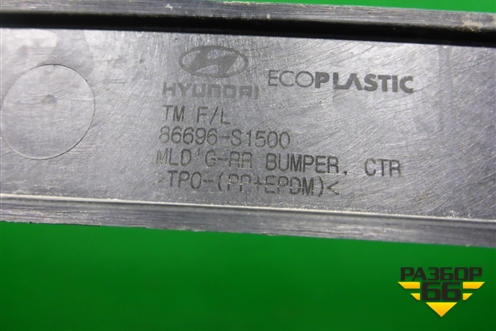 HYUNDAI ECOPLASTIC
TM F/L
86696-S1500
MLD'G-RR BUMPER, CTR
>TPO-(PP+EPDM)<
РАЗБОР
66